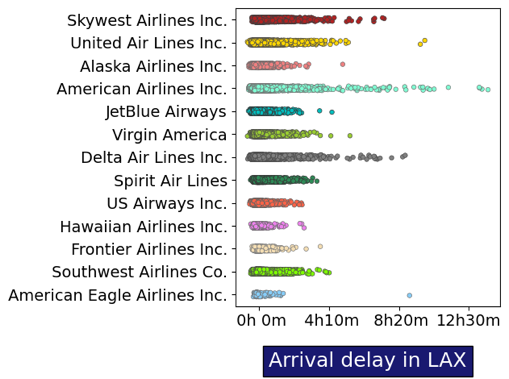 Skywest Airlines Inc.
United Air Lines Inc.
Alaska Airlines Inc.
American Airlines Inc.
JetBlue Airways
Virgin America
Delta Air Lines Inc.
Spirit Air Lines
US Airways Inc.
Hawaiian Airlines Inc.
Frontier Airlines Inc.
Southwest Airlines Co.
American Eagle Airlines Inc.
0h 0m 4h10m 8h20m 12h30m
Arrival delay in LAX